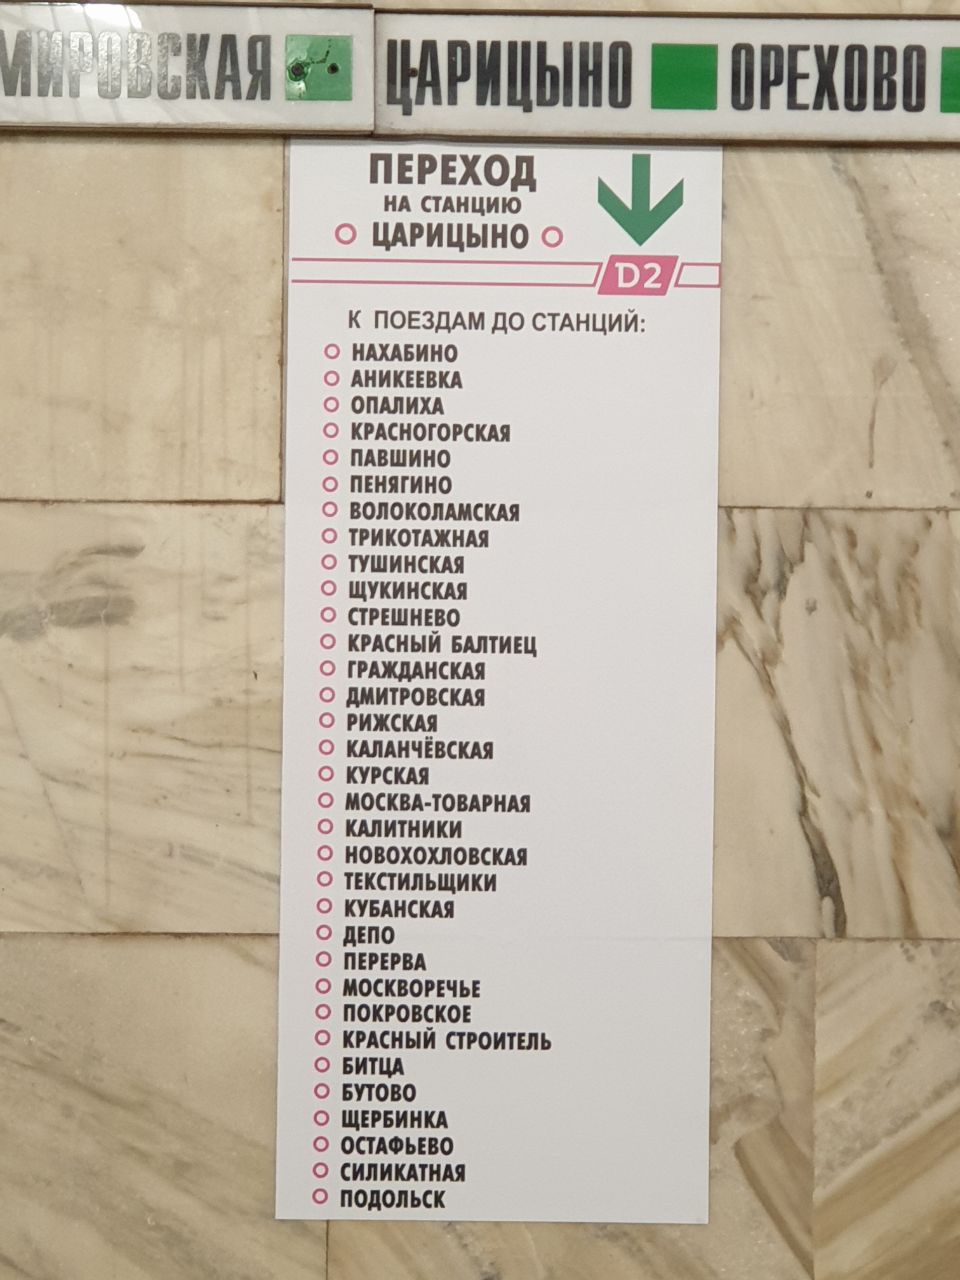 МИРОВСКАЯ ЦАРИЦЫНО ОРЕХОВО
ПЕРЕХОД
НА СТАНЦИЮ
ЦАРИЦЫНО
D2
К ПОЕЗДАМ ДО СТАНЦИЙ:
НАХАБИНО
АНИКЕЕВКА
ОПАЛИХА
КРАСНОГОРСКАЯ
ПАВШИНО
ПЕНЯГИНО
ВОЛОКОЛАМСКАЯ
ТРИКОТАЖНАЯ
ТУШИНСКАЯ
ЩУКИНСКАЯ
СТРЕШНЕВО
КРАСНЫЙ БАЛТИЕЦ
ГРАЖДАНСКАЯ
ДМИТРОВСКАЯ
РИЖСКАЯ
КАЛАНЧЁВСКАЯ
КУРСКАЯ
МОСКВА-ТОВАРНАЯ
КАЛИТНИКИ
НОВОХОХЛОВСКАЯ
ТЕКСТИЛЬЩИКИ
КУБАНСКАЯ
ДЕПО
ПЕРЕРВА
МОСКВОРЕЧЬЕ
ПОКРОВСКОЕ
КРАСНЫЙ СТРОИТЕЛЬ
БИТЦА
БУТОВО
ЩЕРБИНКА
ОСТАФЬЕВО
СИЛИКАТНАЯ
ПОДОЛЬСК